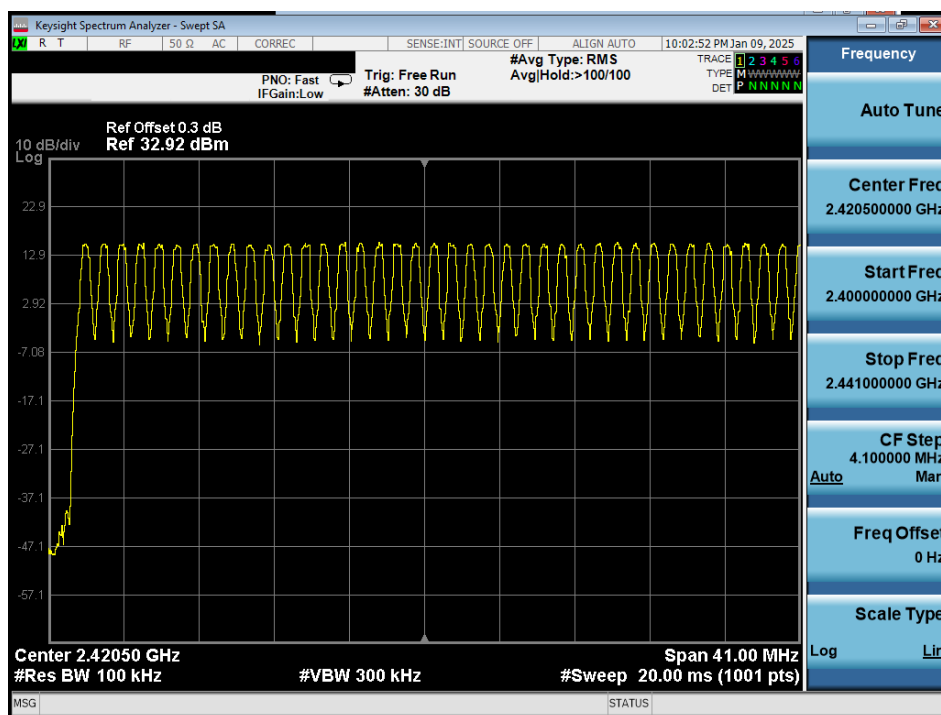 Keysight Spectrum Analyzer - Swept SA
LXI R T RF 50 Ω AC CORREC SENSE:INT SOURCE OFF ALIGN AUTO 10:02:52 PM Jan 09, 2025
#Avg Type: RMS
Avg|Hold:>100/100
TRACE 1 2 3 4 5 6
TYPE M W W W W W
DET P N N N N N
PNO: Fast
IFGain:Low
Trig: Free Run
#Atten: 30 dB
Ref Offset 0.3 dB
Ref 32.92 dBm
10 dB/div
Log
22.9
12.9
2.92
-7.08
-17.1
-27.1
-37.1
-47.1
-57.1
Center 2.42050 GHz
Span 41.00 MHz
#Res BW 100 kHz
#VBW 300 kHz
#Sweep 20.00 ms (1001 pts)
MSG
STATUS
Frequency
Auto Tune
Center Freq
2.420500000 GHz
Start Freq
2.400000000 GHz
Stop Freq
2.441000000 GHz
CF Step
4.100000 MHz
Auto Man
Freq Offset
0 Hz
Scale Type
Log Lin